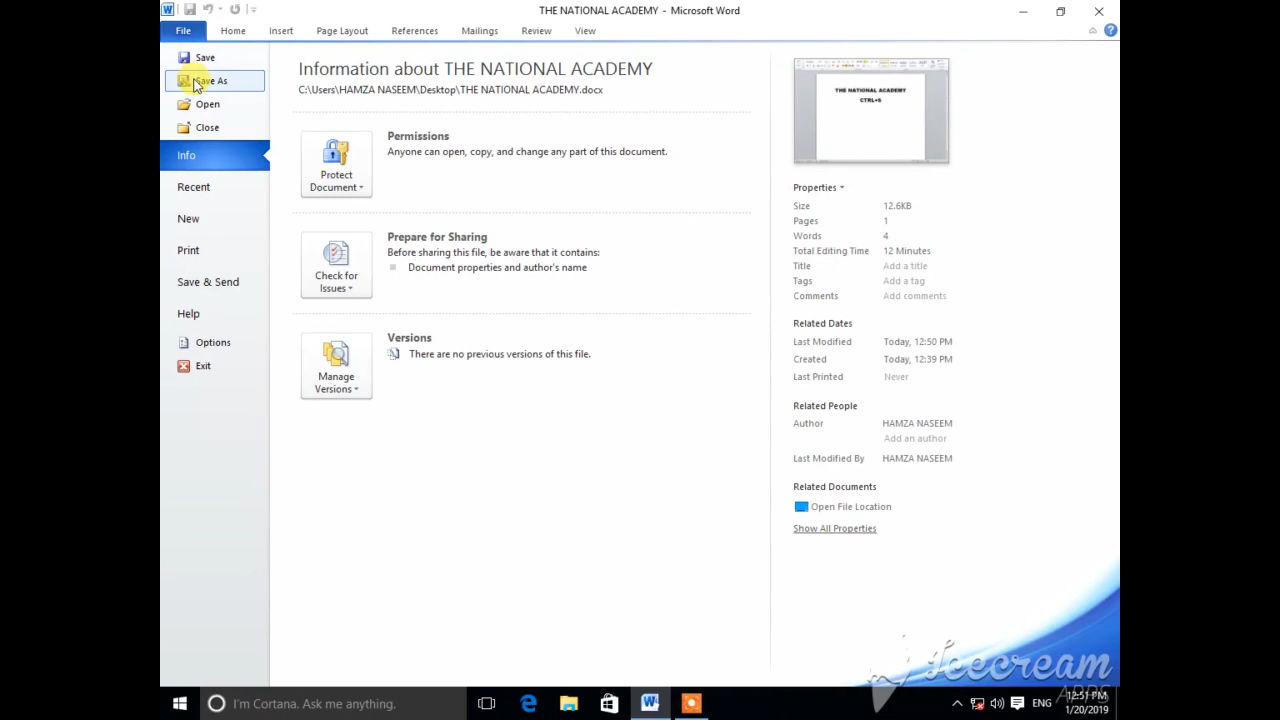 THE NATIONAL ACADEMY - Microsoft Word
File Home Insert Page Layout References Mailings Review View
Save
Save As
Open
Close
Info
Recent
New
Print
Save & Send
Help
Options
Exit
Information about THE NATIONAL ACADEMY
C:\Users\HAMZA NASEEM\Desktop\THE NATIONAL ACADEMY.docx
Protect
Document
Permissions
Anyone can open, copy, and change any part of this document.
Check for
Issues
Prepare for Sharing
Before sharing this file, be aware that it contains:
Document properties and author's name
Manage
Versions
Versions
There are no previous versions of this file.
THE NATIONAL ACADEMY
CTRL+S
Properties
Size 12.6KB
Pages 1
Words 4
Total Editing Time 12 Minutes
Title Add a title
Tags Add a tag
Comments Add comments
Related Dates
Last Modified Today, 12:50 PM
Created Today, 12:39 PM
Last Printed Never
Related People
Author HAMZA NASEEM
Add an author
Last Modified By HAMZA NASEEM
Related Documents
Open File Location
Show All Properties
Icecream
APPS
I'm Cortana. Ask me anything.
ENG
12:51 PM
1/20/2019